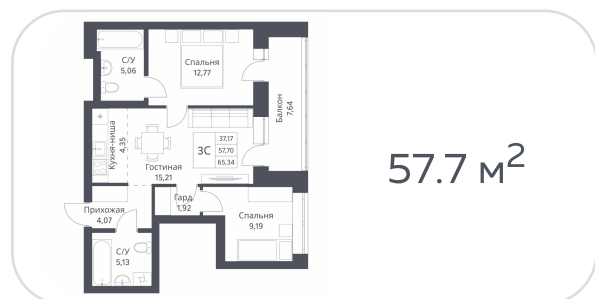 С/У
5,06
Спальня
12,77
Балкон
7,64
Кухня-ниша
4,35
37,17
3С
57,70
65,34
Гостиная
15,21
Гард.
1,92
Спальня
9,19
Прихожая
4,07
С/У
5,13
57.7 м²